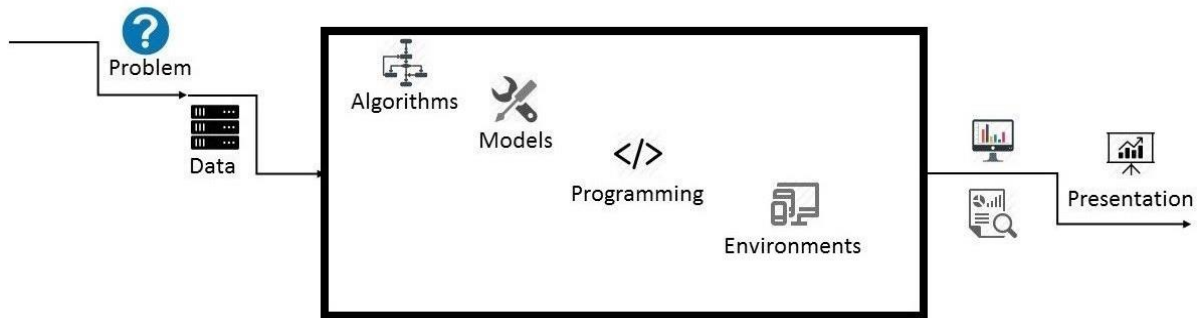 ?
Problem
Data
Algorithms
Models
</>
Programming
Environments
Presentation